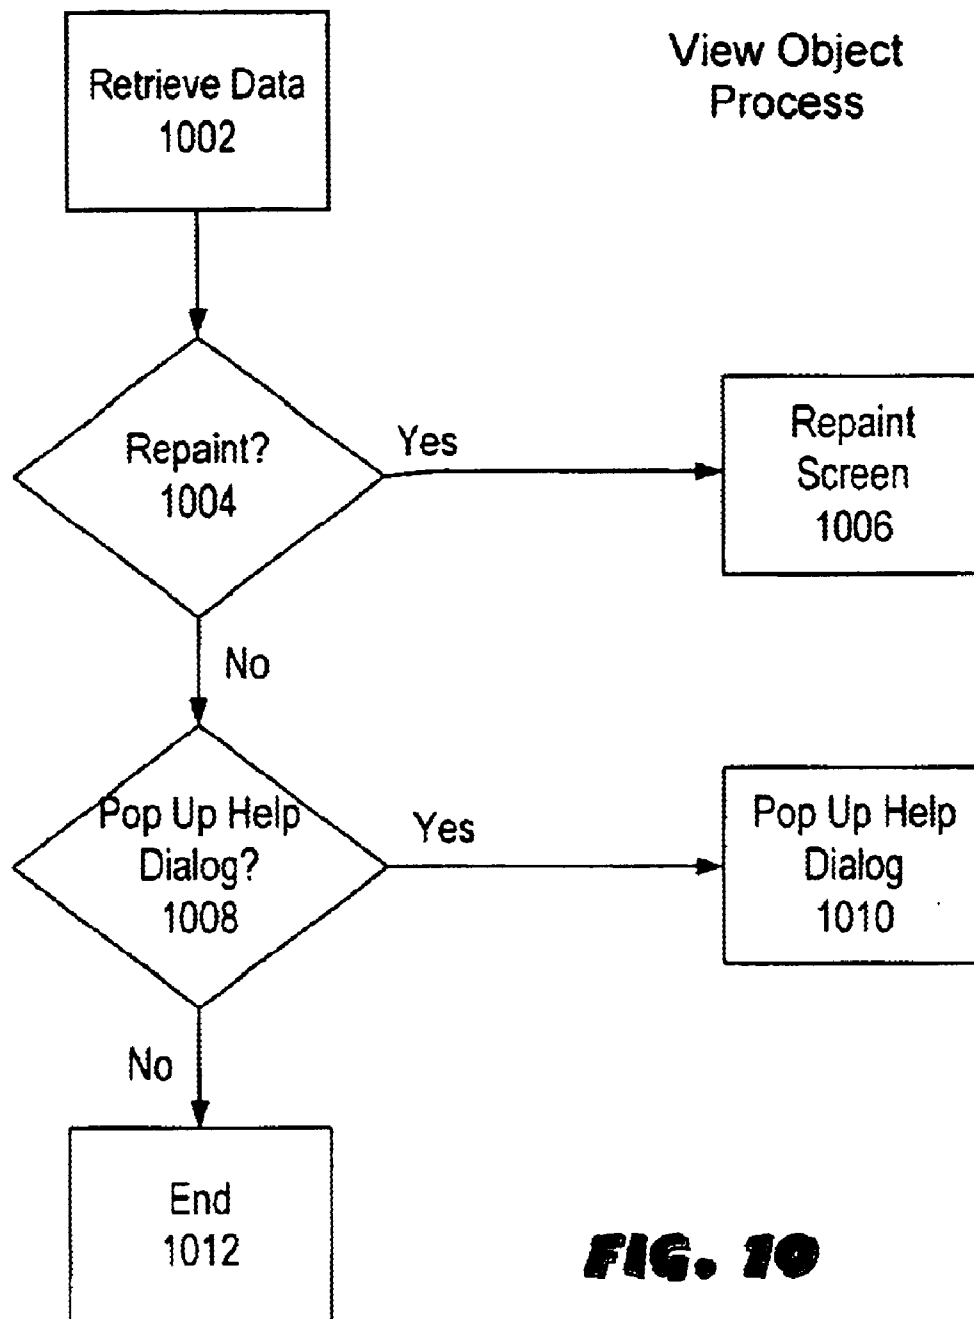 View Object
Process
Retrieve Data
1002
Repaint?
1004
Yes
Repaint
Screen
1006
No
Pop Up Help
Dialog?
1008
Yes
Pop Up Help
Dialog
1010
No
End
1012
FIG. 10